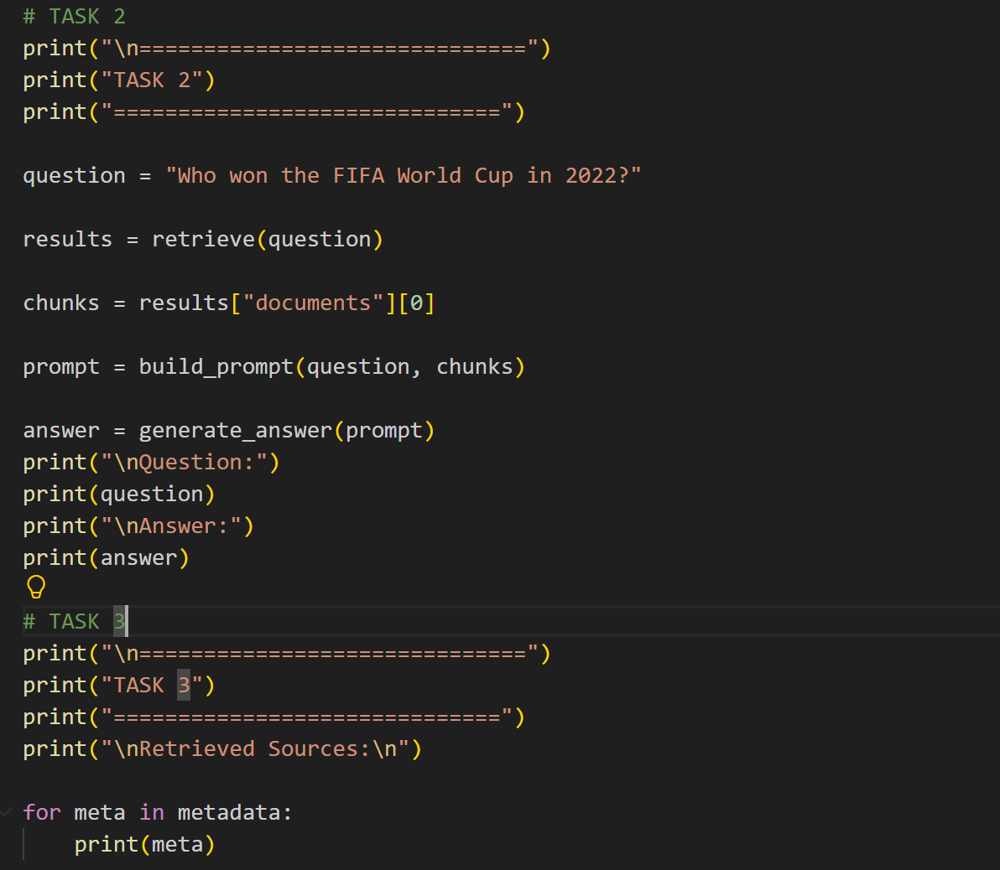 # TASK 2
print("\n==============================")
print("TASK 2")
print("==============================")
question = "Who won the FIFA World Cup in 2022?"
results = retrieve(question)
chunks = results["documents"][0]
prompt = build_prompt(question, chunks)
answer = generate_answer(prompt)
print("\nQuestion:")
print(question)
print("\nAnswer:")
print(answer)
# TASK 3
print("\n==============================")
print("TASK 3")
print("==============================")
print("\nRetrieved Sources:\n")
for meta in metadata:
    print(meta)